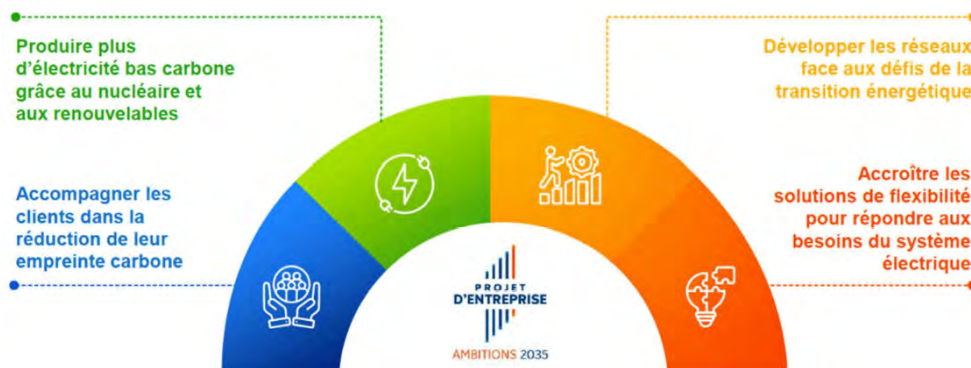 Produire plus
d’électricité bas carbone
grâce au nucléaire et
aux renouvelables
Accompagner les
clients dans la
réduction de leur
empreinte carbone
Développer les réseaux
face aux défis de la
transition énergétique
Accroître les
solutions de flexibilité
pour répondre aux
besoins du système
électrique
PROJET
D’ENTREPRISE
AMBITIONS 2035